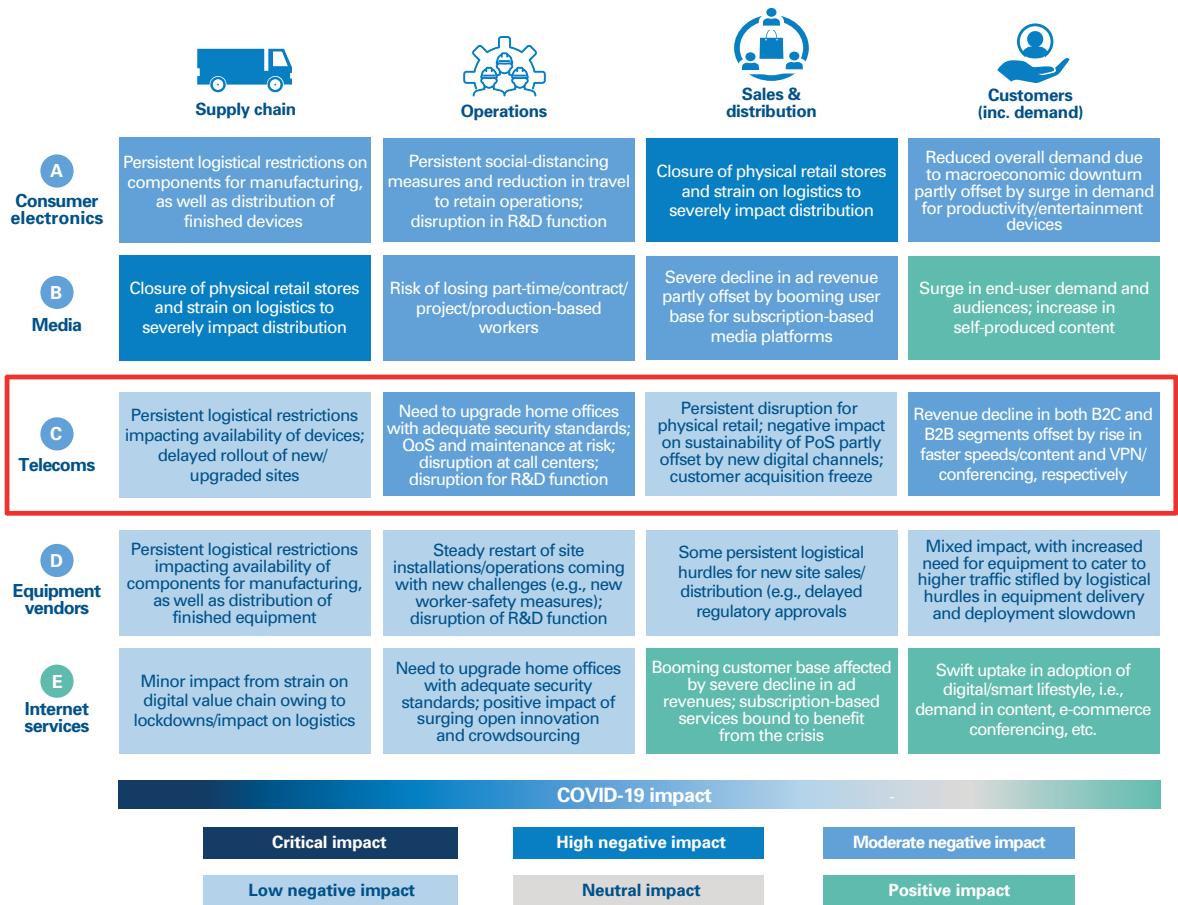 Supply chain
Operations
Sales &
distribution
Customers
(inc. demand)
A
Consumer
electronics
Persistent logistical restrictions on
components for manufacturing,
as well as distribution of
finished devices
Persistent social-distancing
measures and reduction in travel
to retain operations;
disruption in R&D function
Closure of physical retail stores
and strain on logistics to
severely impact distribution
Reduced overall demand due
to macroeconomic downturn
partly offset by surge in demand
for productivity/entertainment
devices
B
Media
Closure of physical retail stores
and strain on logistics to
severely impact distribution
Risk of losing part-time/contract/
project/production-based
workers
Severe decline in ad revenue
partly offset by booming user
base for subscription-based
media platforms
Surge in end-user demand and
audiences; increase in
self-produced content
C
Telecoms
Persistent logistical restrictions
impacting availability of devices;
delayed rollout of new/
upgraded sites
Need to upgrade home offices
with adequate security standards;
QoS and maintenance at risk;
disruption at call centers;
disruption for R&D function
Persistent disruption for
physical retail; negative impact
on sustainability of PoS partly
offset by new digital channels;
customer acquisition freeze
Revenue decline in both B2C and
B2B segments offset by rise in
faster speeds/content and VPN/
conferencing, respectively
D
Equipment
vendors
Persistent logistical restrictions
impacting availability of
components for manufacturing,
as well as distribution of
finished equipment
Steady restart of site
installations/operations coming
with new challenges (e.g., new
worker-safety measures);
disruption of R&D function
Some persistent logistical
hurdles for new site sales/
distribution (e.g., delayed
regulatory approvals
Mixed impact, with increased
need for equipment to cater to
higher traffic stifled by logistical
hurdles in equipment delivery
and deployment slowdown
E
Internet
services
Minor impact from strain on
digital value chain owing to
lockdowns/impact on logistics
Need to upgrade home offices
with adequate security
standards; positive impact of
surging open innovation
and crowdsourcing
Booming customer base affected
by severe decline in ad
revenues; subscription-based
services bound to benefit
from the crisis
Swift uptake in adoption of
digital/smart lifestyle, i.e.,
demand in content, e-commerce
conferencing, etc.
COVID-19 impact -
Critical impact
High negative impact
Moderate negative impact
Low negative impact
Neutral impact
Positive impact